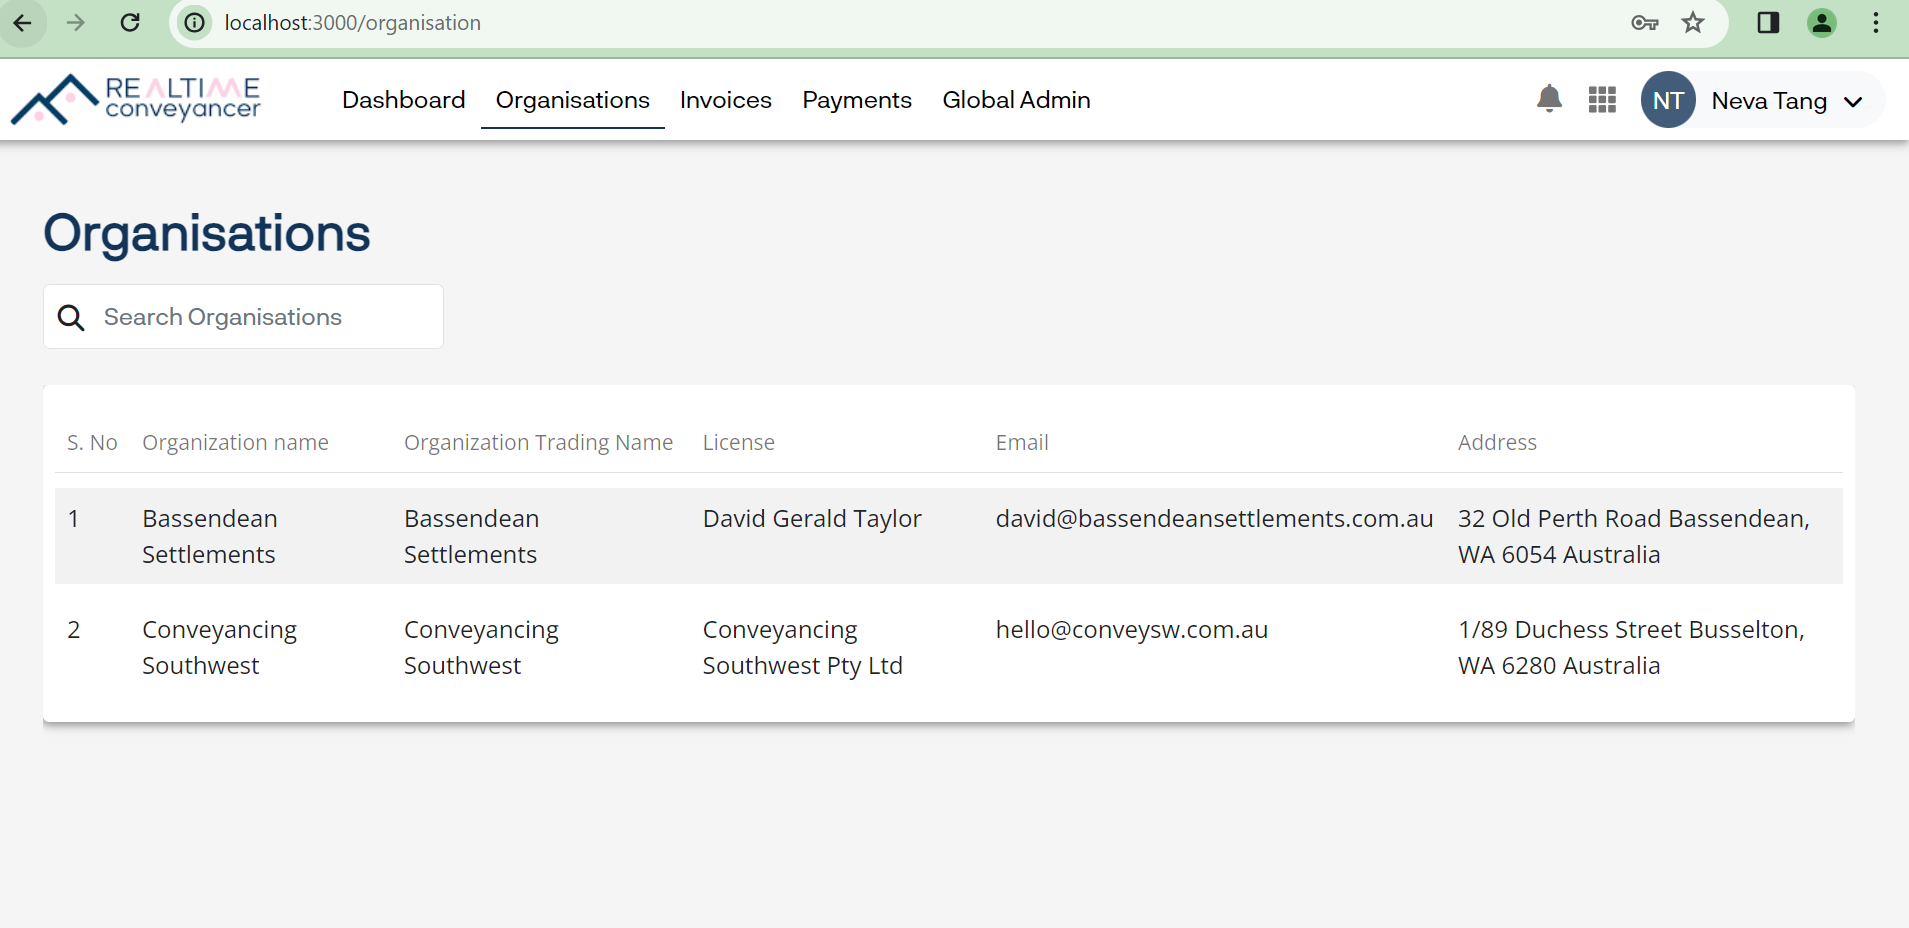 localhost:3000/organisation
REALTIME
conveyancer
Dashboard Organisations Invoices Payments Global Admin
NT Neva Tang
Organisations
Search Organisations
S. No Organization name Organization Trading Name License Email Address
1 Bassendean Bassendean David Gerald Taylor david@bassendeansettlements.com.au 32 Old Perth Road Bassendean,
Settlements Settlements WA 6054 Australia
2 Conveyancing Conveyancing Conveyancing hello@conveysw.com.au 1/89 Duchess Street Busselton,
Southwest Southwest Southwest Pty Ltd WA 6280 Australia